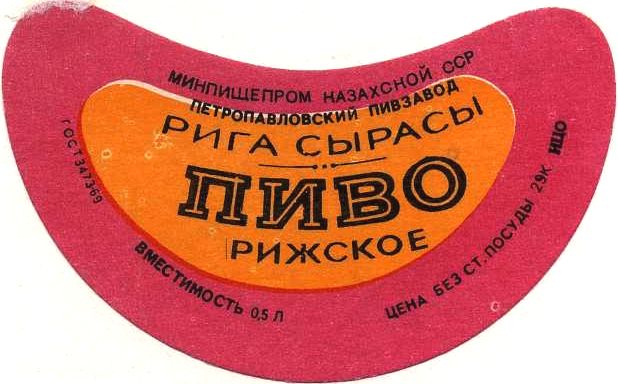 МИНПИЩЕПРОМ КАЗАХСКОЙ ССР
ПЕТРОПАВЛОВСКИЙ ПИВЗАВОД
РИГА СЫРАСЫ
ПИВО
РИЖСКОЕ
ГОСТ 3473-69
ВМЕСТИМОСТЬ 0,5 Л
ЦЕНА БЕЗ СТ. ПОСУДЫ 29К. ИЦО